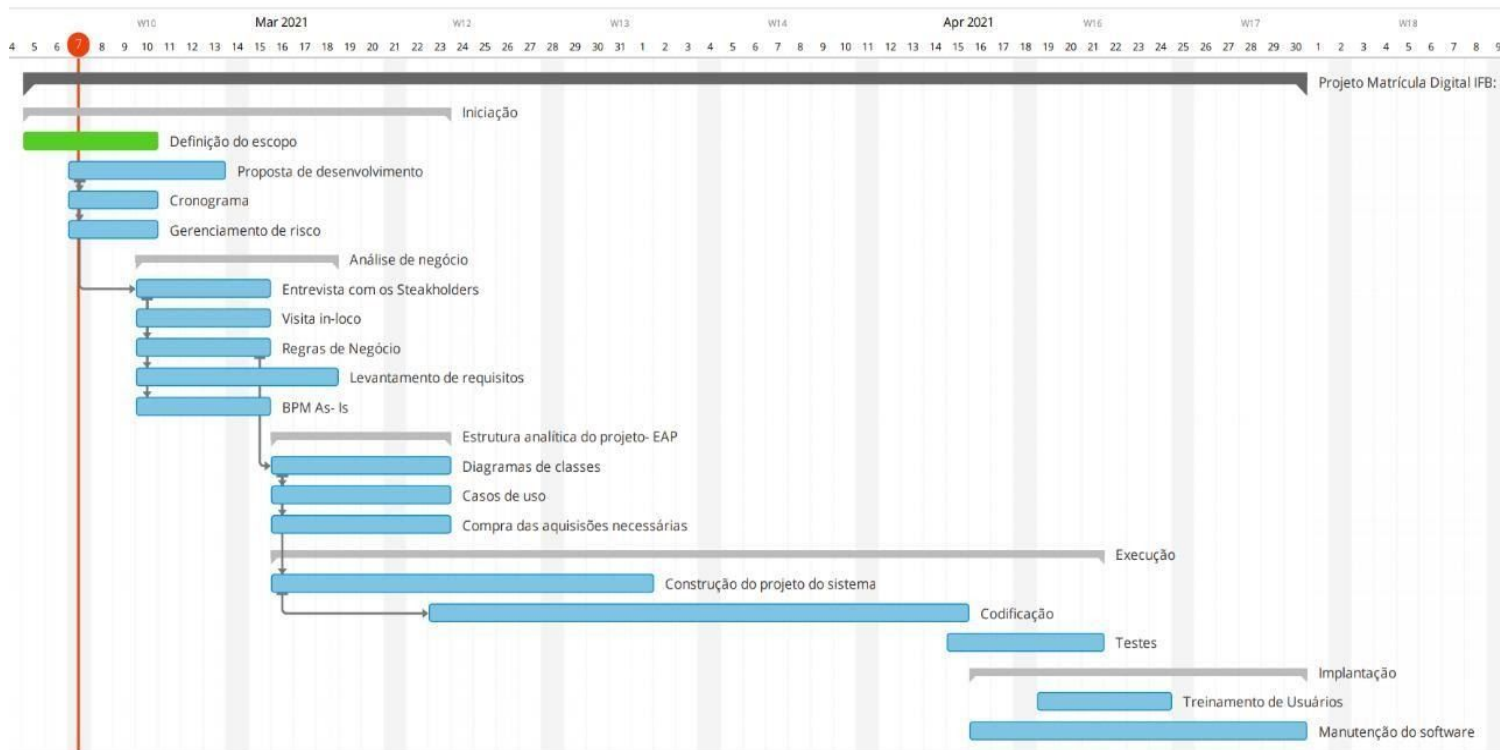 W10 Mar 2021 W12 W13 W14 Apr 2021 W16 W17 W18
4 5 6 7 8 9 10 11 12 13 14 15 16 17 18 19 20 21 22 23 24 25 26 27 28 29 30 31 1 2 3 4 5 6 7 8 9 10 11 12 13 14 15 16 17 18 19 20 21 22 23 24 25 26 27 28 29 30 1 2 3 4 5 6 7 8 9
Projeto Matrícula Digital IFB:
Iniciação
Definição do escopo
Proposta de desenvolvimento
Cronograma
Gerenciamento de risco
Análise de negócio
Entrevista com os Steakholders
Visita in-loco
Regras de Negócio
Levantamento de requisitos
BPM As- Is
Estrutura analítica do projeto- EAP
Diagramas de classes
Casos de uso
Compra das aquisisões necessárias
Execução
Construção do projeto do sistema
Codificação
Testes
Implantação
Treinamento de Usuários
Manutenção do software